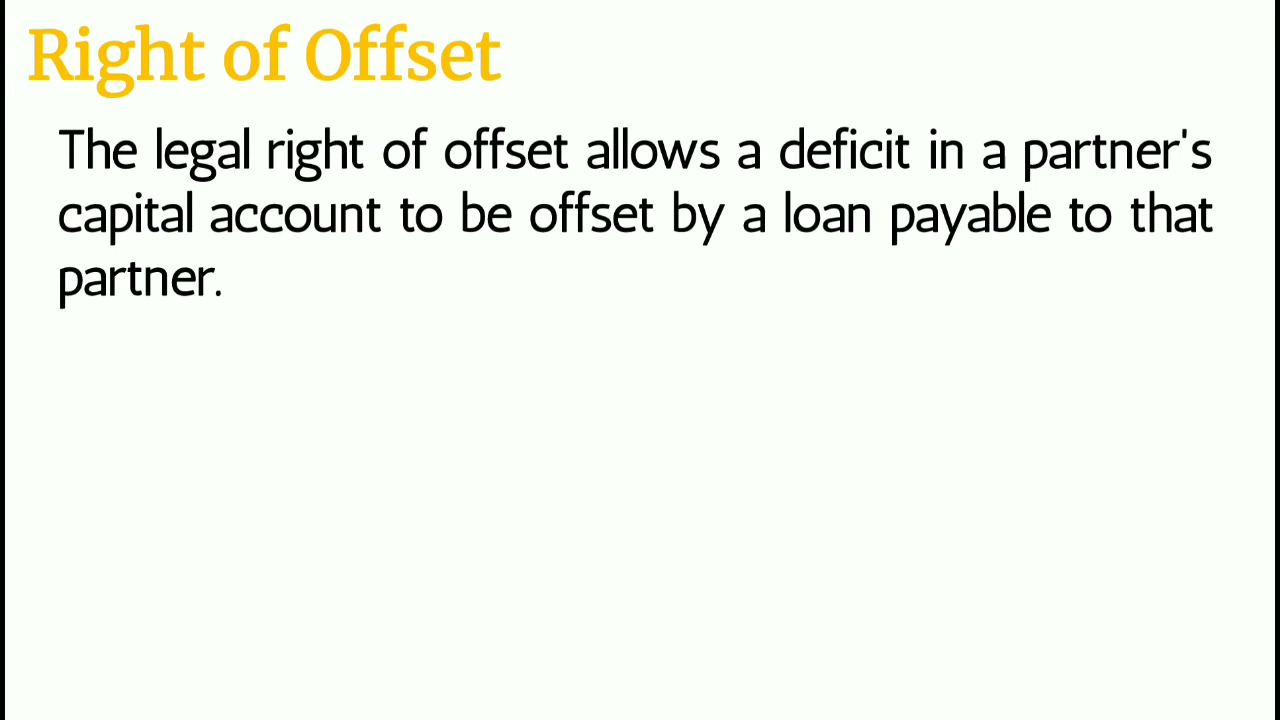 Right of Offset
The legal right of offset allows a deficit in a partner's
capital account to be offset by a loan payable to that
partner.